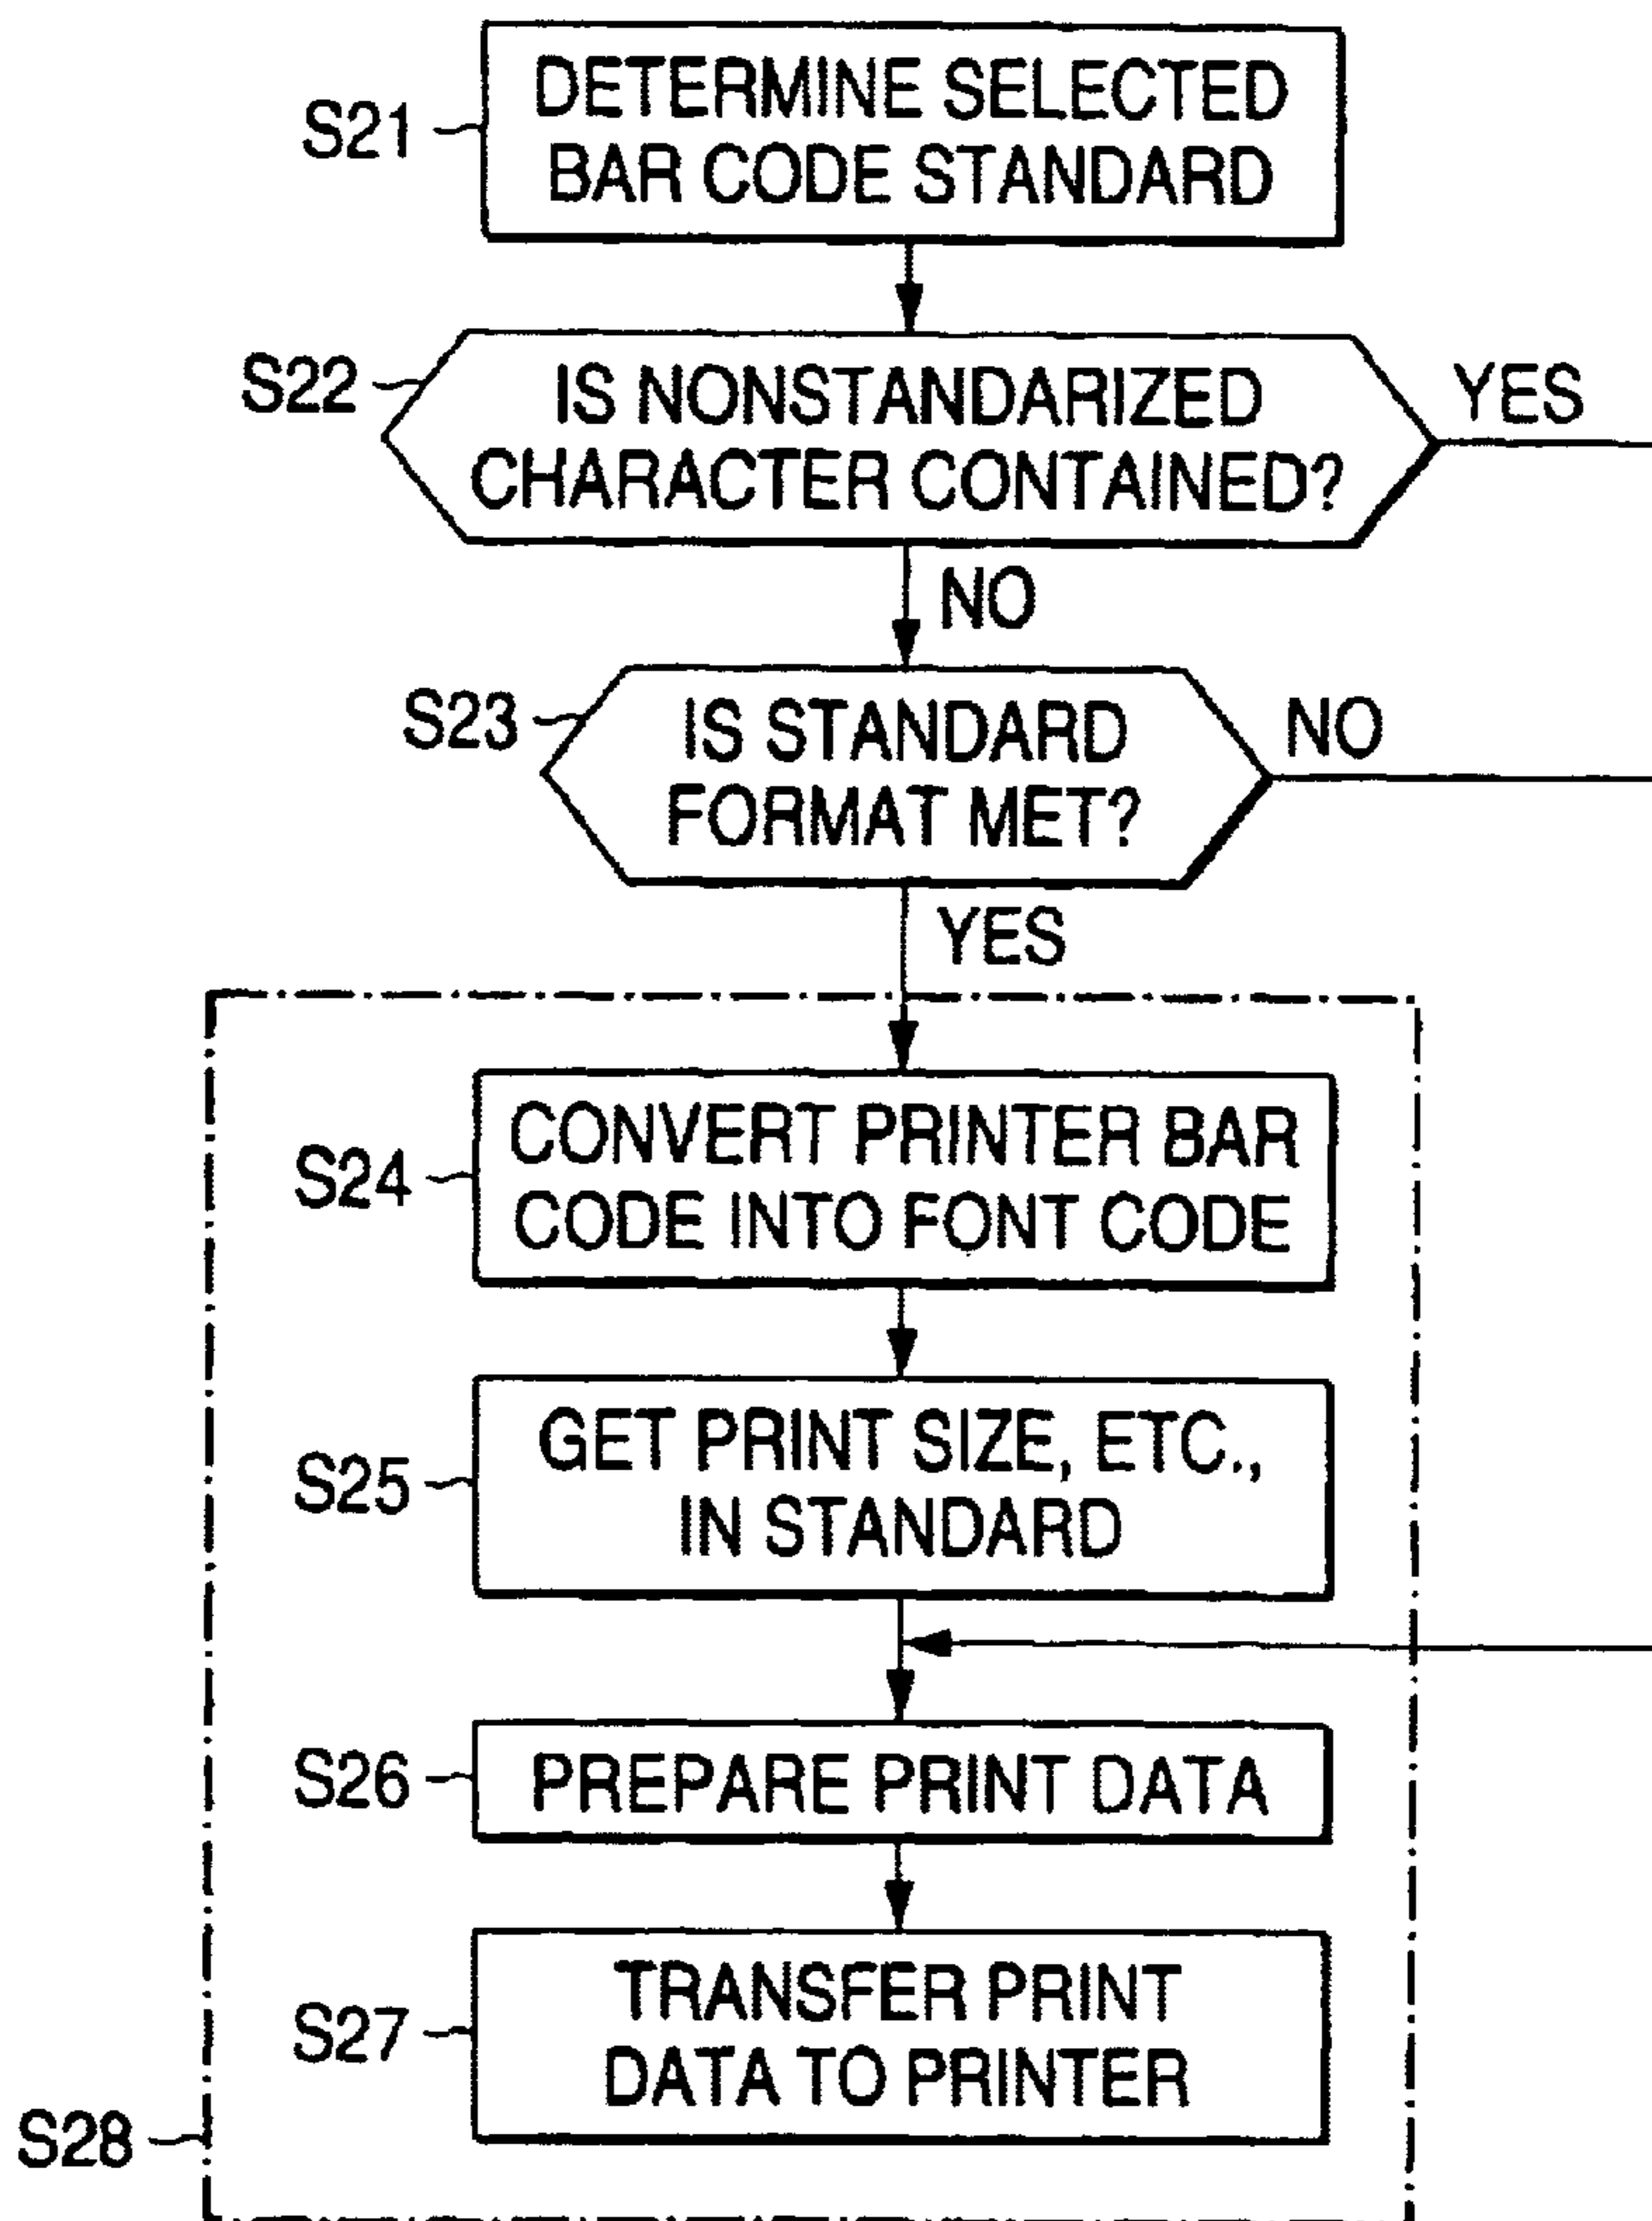 S21
DETERMINE SELECTED
BAR CODE STANDARD
S22
IS NONSTANDARIZED
CHARACTER CONTAINED?
YES
NO
S23
IS STANDARD
FORMAT MET?
NO
YES
S24
CONVERT PRINTER BAR
CODE INTO FONT CODE
S25
GET PRINT SIZE, ETC.,
IN STANDARD
S26
PREPARE PRINT DATA
S27
TRANSFER PRINT
DATA TO PRINTER
S28